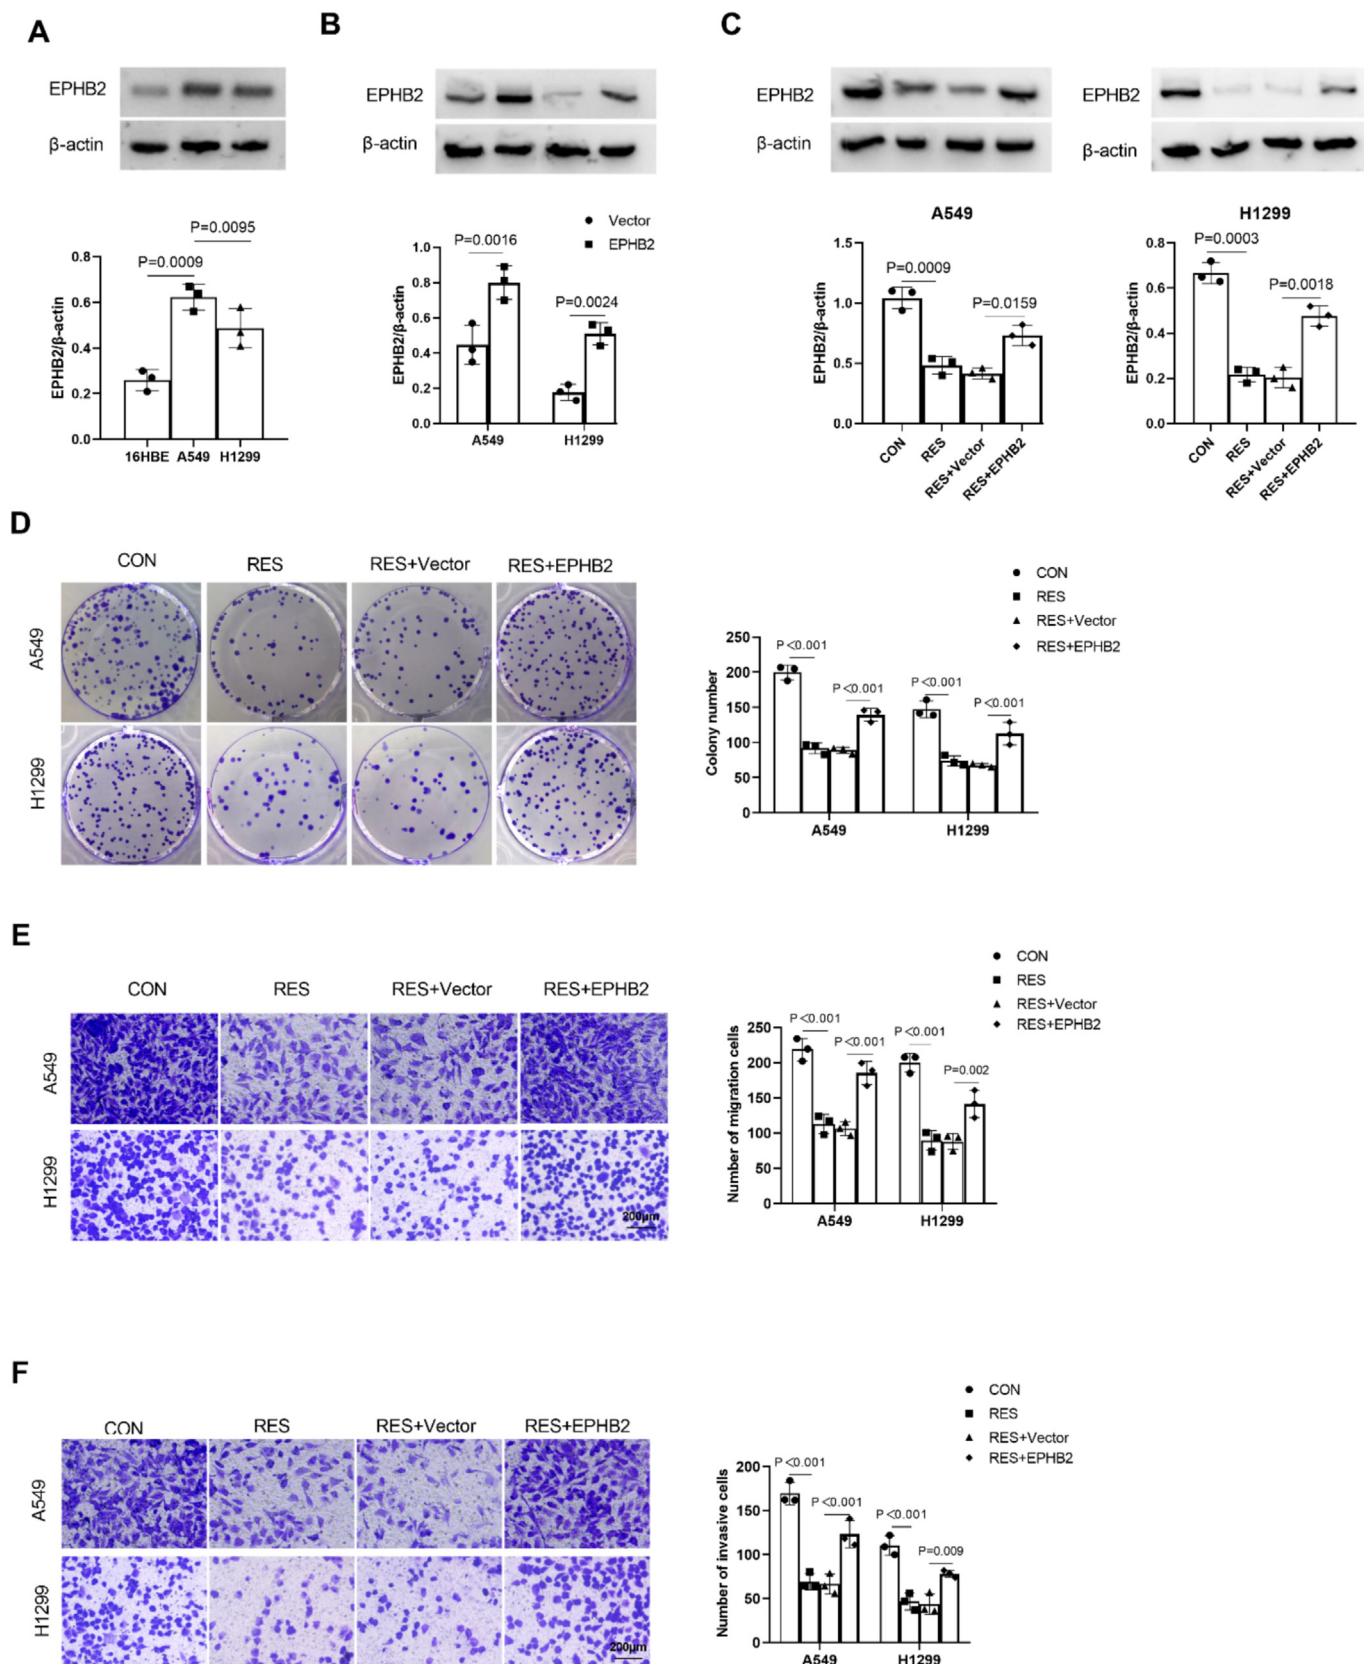 A
EPHB2
β-actin
P=0.0095
P=0.0009
EPHB2/β-actin
0.8
0.6
0.4
0.2
0.0
16HBE A549 H1299
B
EPHB2
β-actin
Vector
EPHB2
P=0.0016
P=0.0024
EPHB2/β-actin
1.0
0.8
0.6
0.4
0.2
0.0
A549 H1299
C
EPHB2
β-actin
A549
P=0.0009
P=0.0159
EPHB2/β-actin
1.5
1.0
0.5
0.0
CON RES RES+Vector RES+EPHB2
EPHB2
β-actin
H1299
P=0.0003
P=0.0018
EPHB2/β-actin
0.8
0.6
0.4
0.2
0.0
CON RES RES+Vector RES+EPHB2
D
CON RES RES+Vector RES+EPHB2
A549
H1299
CON
RES
RES+Vector
RES+EPHB2
P<0.001
P<0.001
P<0.001
P<0.001
Colony number
250
200
150
100
50
0
A549 H1299
E
CON RES RES+Vector RES+EPHB2
A549
H1299
200μm
CON
RES
RES+Vector
RES+EPHB2
P<0.001
P<0.001
P<0.001
P=0.002
Number of migration cells
250
200
150
100
50
0
A549 H1299
F
CON RES RES+Vector RES+EPHB2
A549
H1299
200μm
CON
RES
RES+Vector
RES+EPHB2
P<0.001
P<0.001
P<0.001
P=0.009
Number of invasive cells
200
150
100
50
0
A549 H1299